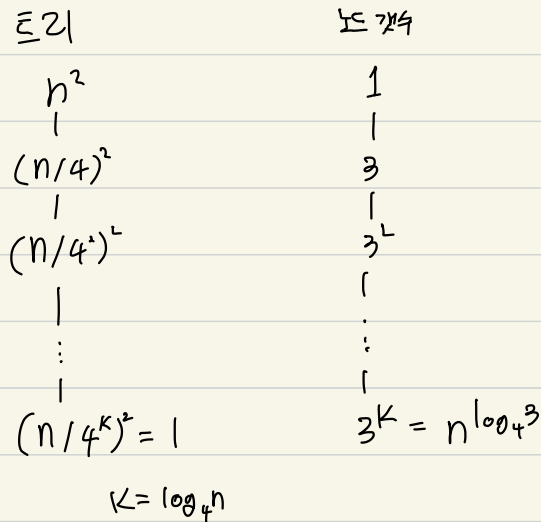 트리 노드 갯수
n² 1
(n/4)² 3
(n/4²)² 3²
⋮ ⋮
(n/4^K)² = 1 3^K = n^{log₄3}
K = log₄n